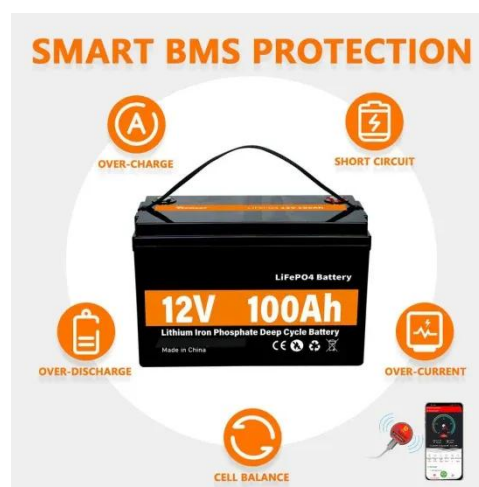 SMART BMS PROTECTION
A
OVER-CHARGE
SHORT CIRCUIT
LiFePO4 Battery
12V 100Ah
Lithium Iron Phosphate Deep Cycle Battery
Made in China
CE
OVER-DISCHARGE
OVER-CURRENT
CELL BALANCE